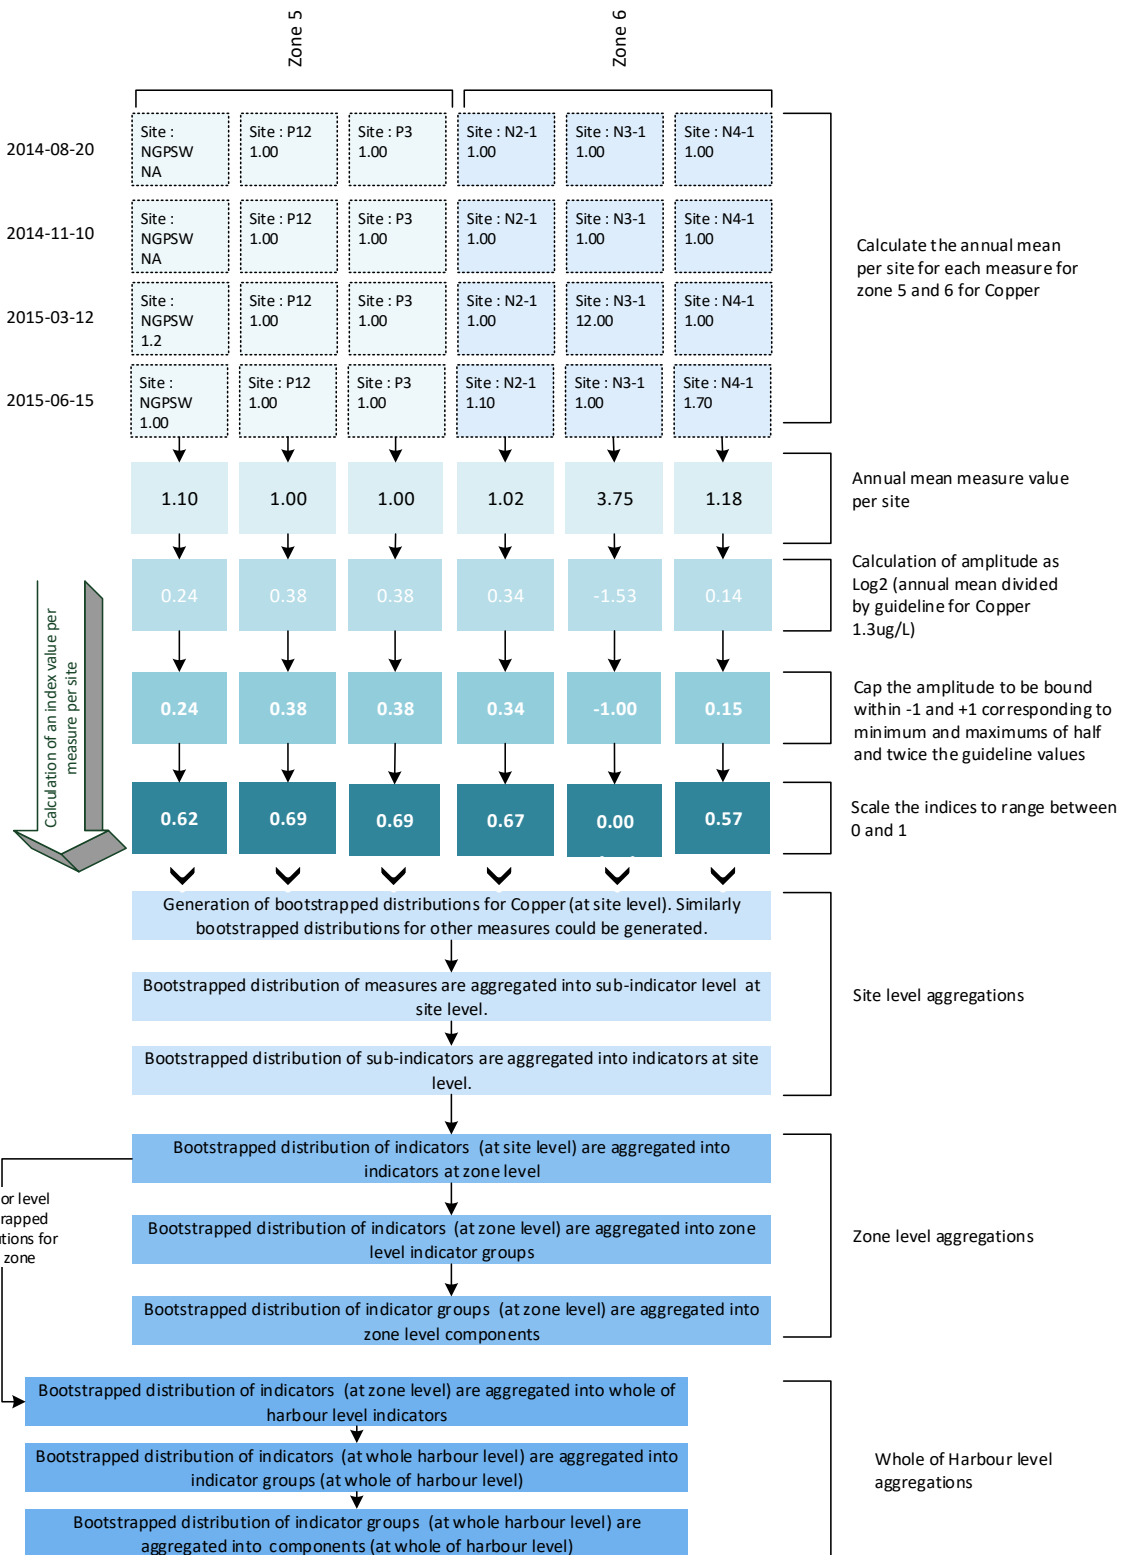 Zone 5
Zone 6
2014-08-20
Site :
NGPSW
NA
Site : P12
1.00
Site : P3
1.00
Site : N2-1
1.00
Site : N3-1
1.00
Site : N4-1
1.00
2014-11-10
Site :
NGPSW
NA
Site : P12
1.00
Site : P3
1.00
Site : N2-1
1.00
Site : N3-1
1.00
Site : N4-1
1.00
2015-03-12
Site :
NGPSW
1.2
Site : P12
1.00
Site : P3
1.00
Site : N2-1
1.00
Site : N3-1
12.00
Site : N4-1
1.00
2015-06-15
Site :
NGPSW
1.00
Site : P12
1.00
Site : P3
1.00
Site : N2-1
1.10
Site : N3-1
1.00
Site : N4-1
1.70
Calculate the annual mean
per site for each measure for
zone 5 and 6 for Copper
1.10
1.00
1.00
1.02
3.75
1.18
Annual mean measure value
per site
0.24
0.38
0.38
0.34
-1.53
0.14
Calculation of amplitude as
Log2 (annual mean divided
by guideline for Copper
1.3ug/L)
Calculation of an index value per
measure per site
0.24
0.38
0.38
0.34
-1.00
0.15
Cap the amplitude to be bound
within -1 and +1 corresponding to
minimum and maximums of half
and twice the guideline values
0.62
0.69
0.69
0.67
0.00
0.57
Scale the indices to range between
0 and 1
Generation of bootstrapped distributions for Copper (at site level). Similarly
bootstrapped distributions for other measures could be generated.
Bootstrapped distribution of measures are aggregated into sub-indicator level at
site level.
Bootstrapped distribution of sub-indicators are aggregated into indicators at site
level.
Site level aggregations
Bootstrapped distribution of indicators (at site level) are aggregated into
indicators at zone level
Bootstrapped distribution of indicators (at zone level) are aggregated into zone
level indicator groups
Bootstrapped distribution of indicator groups (at zone level) are aggregated into
zone level components
Zone level aggregations
or level
rapped
tions for
zone
Bootstrapped distribution of indicators (at zone level) are aggregated into whole of
harbour level indicators
Bootstrapped distribution of indicators (at whole harbour level) are aggregated into
indicator groups (at whole of harbour level)
Bootstrapped distribution of indicator groups (at whole harbour level) are
aggregated into components (at whole of harbour level)
Whole of Harbour level
aggregations